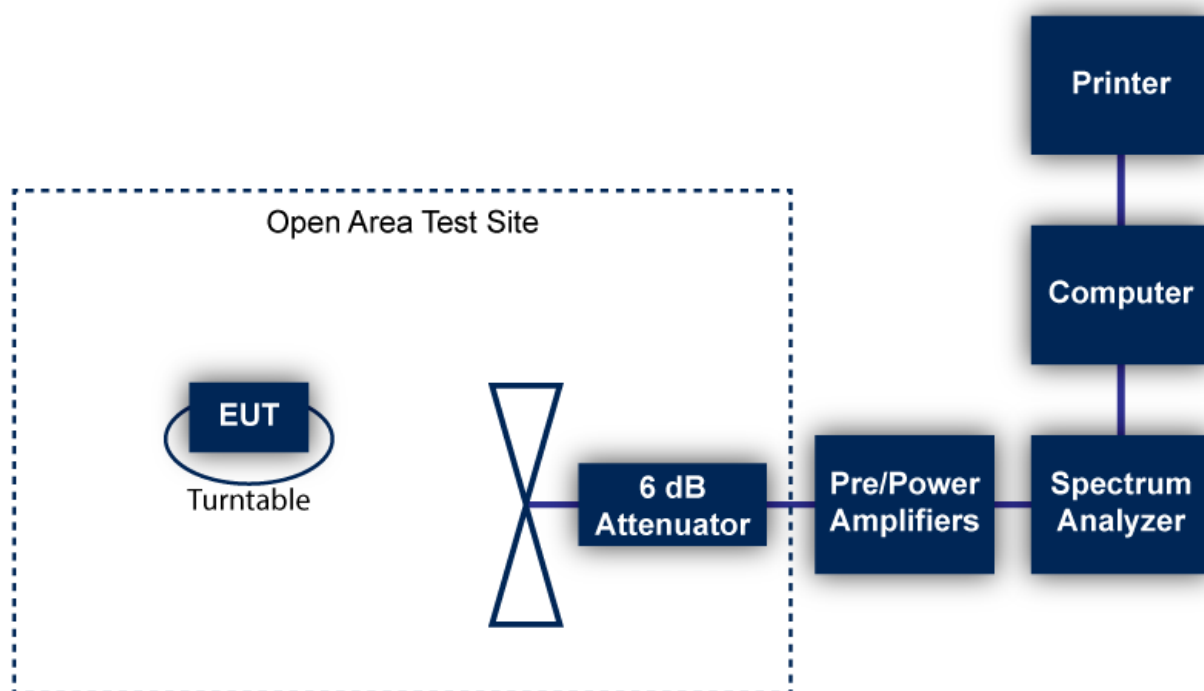 Printer
Open Area Test Site
Computer
EUT
Turntable
6 dB
Attenuator
Pre/Power
Amplifiers
Spectrum
Analyzer